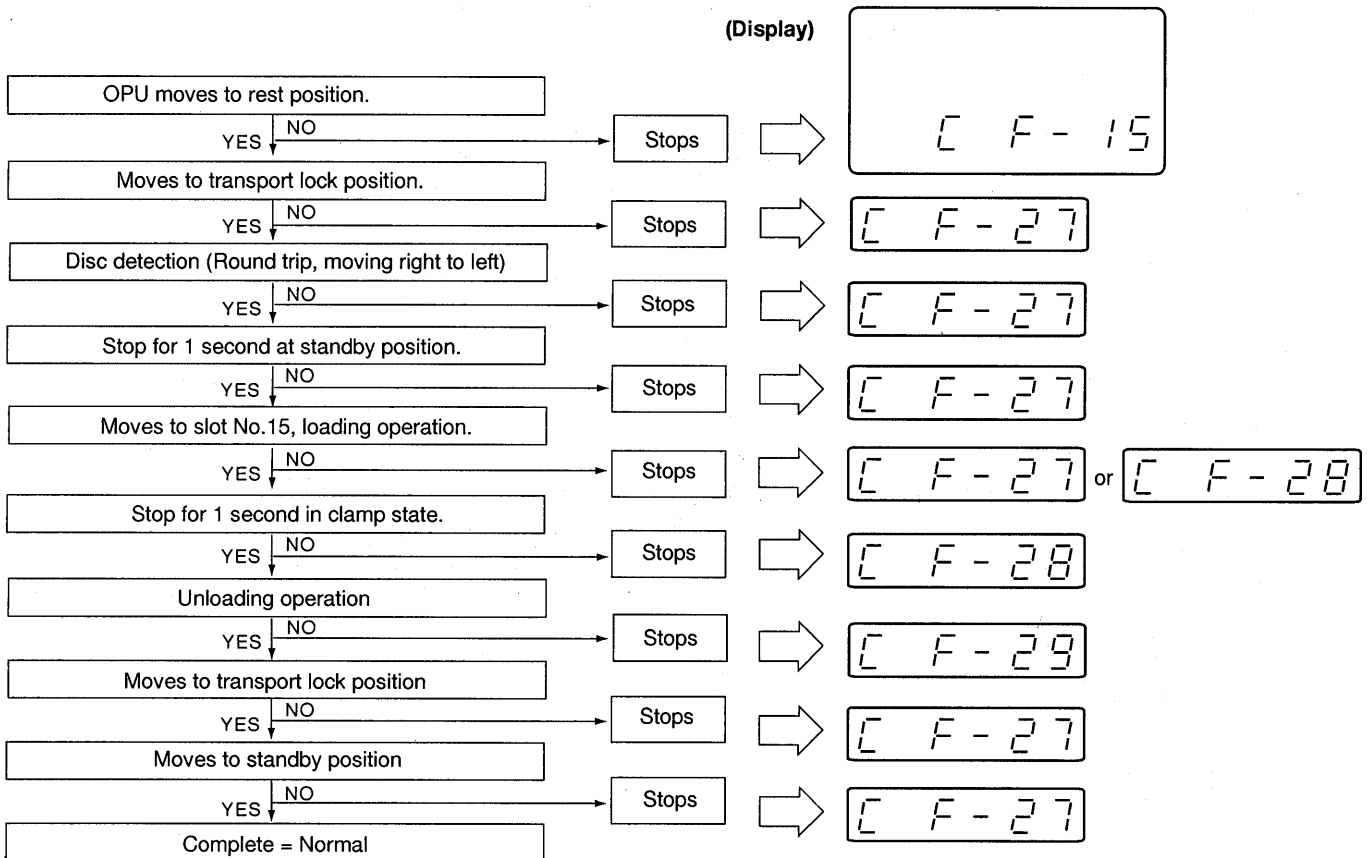 (Display)
OPU moves to rest position.
YES NO Stops C F-15
Moves to transport lock position.
YES NO Stops C F-27
Disc detection (Round trip, moving right to left)
YES NO Stops C F-27
Stop for 1 second at standby position.
YES NO Stops C F-27
Moves to slot No.15, loading operation.
YES NO Stops C F-27 or C F-28
Stop for 1 second in clamp state.
YES NO Stops C F-28
Unloading operation
YES NO Stops C F-29
Moves to transport lock position
YES NO Stops C F-27
Moves to standby position
YES NO Stops C F-27
Complete = Normal